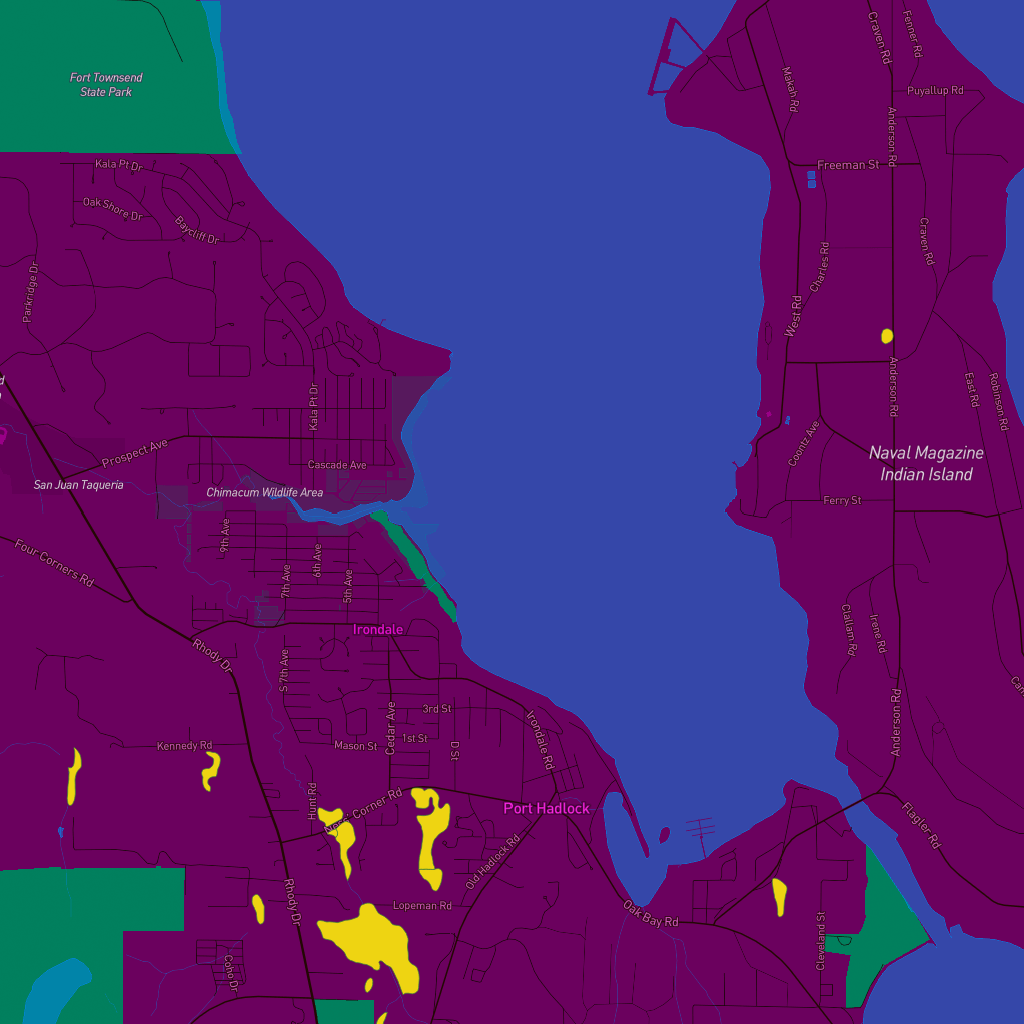 Fort Townsend
State Park
Kala Pt Dr
Oak Shore Dr
Baycliff Dr
Parkridge Dr
Kala Pt Dr
Prospect Ave
Cascade Ave
San Juan Taqueria
Chimacum Wildlife Area
Four Corners Rd
9th Ave
7th Ave
6th Ave
5th Ave
Irondale
Rhody Dr
S 7th Ave
Cedar Ave
3rd St
1st St
D St
Mason St
Kennedy Rd
Irondale Rd
Hunt Rd
Ness' Corner Rd
Port Hadlock
Old Hadlock Rd
Lopeman Rd
Rhody Dr
Coho Dr
Oak Bay Rd
Cleveland St
Flagler Rd
Craven Rd
Fenner Rd
Makah Rd
Puyallup Rd
Anderson Rd
Freeman St
Craven Rd
Charles Rd
West Rd
Anderson Rd
East Rd
Robinson Rd
Coontz Ave
Naval Magazine
Indian Island
Ferry St
Clallam Rd
Irene Rd
Anderson Rd